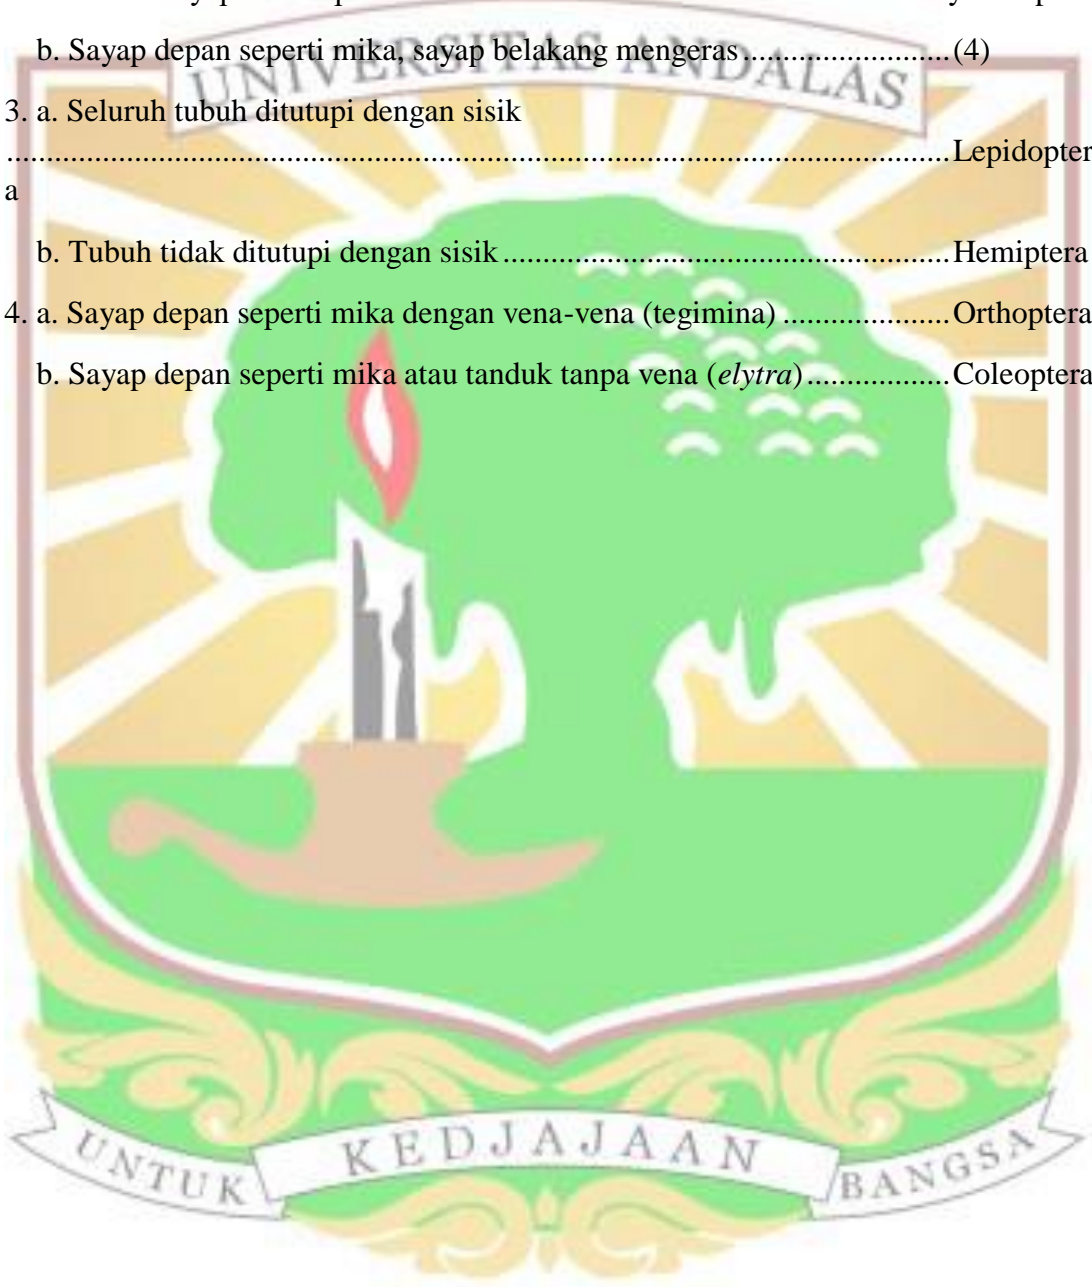 b. Sayap depan seperti mika, sayap belakang mengeras........................(4)
UNIVERSITAS ANDALAS
3. a. Seluruh tubuh ditutupi dengan sisik
...............................................................................................................Lepidopter
a
b. Tubuh tidak ditutupi dengan sisik.....................................................Hemiptera
4. a. Sayap depan seperti mika dengan vena-vena (tegimina)....................Orthoptera
b. Sayap depan seperti mika atau tanduk tanpa vena (elytra).................Coleoptera
UNTUK KEDJAJAAN BANGSA